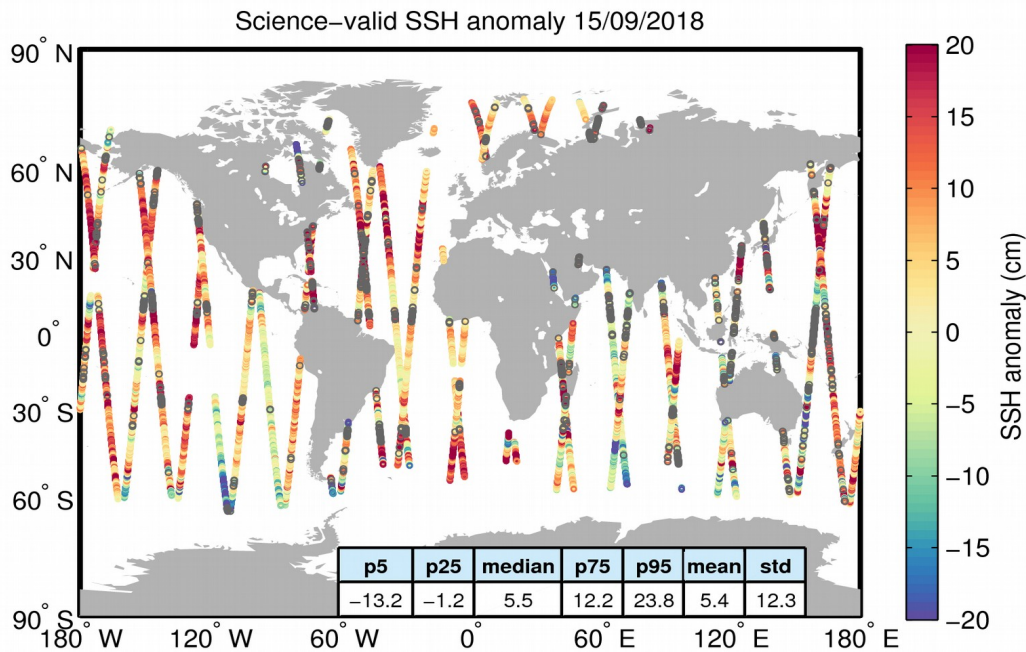 Science−valid SSH anomaly 15/09/2018
90° N
60° N
30° N
0°
30° S
60° S
90° S
180° W
120° W
60° W
0°
60° E
120° E
180° E
p5 p25 median p75 p95 mean std
−13.2 −1.2 5.5 12.2 23.8 5.4 12.3
20
15
10
5
0
−5
−10
−15
−20
SSH anomaly (cm)